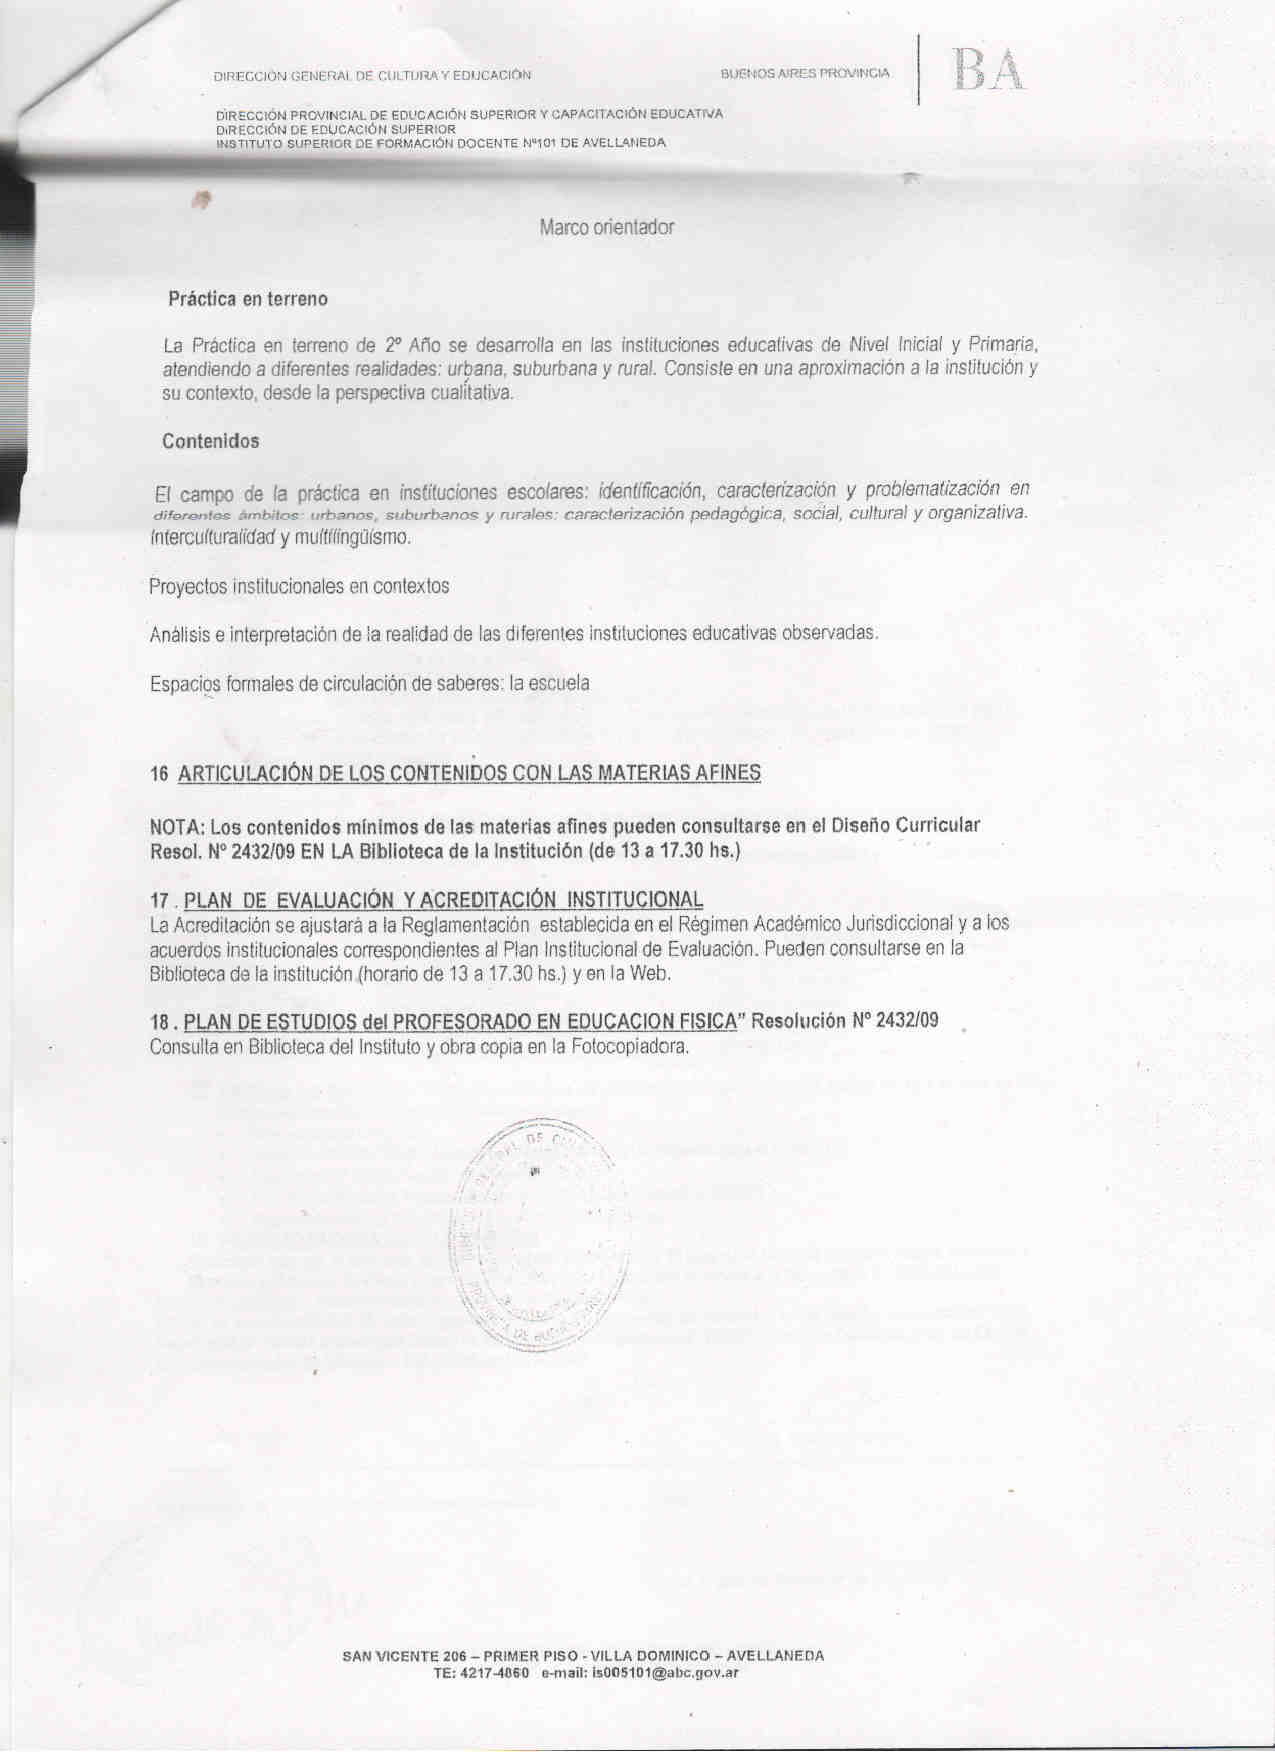 DIRECCIÓN GENERAL DE CULTURA Y EDUCACIÓN
BUENOS AIRES PROVINCIA
BA
DIRECCIÓN PROVINCIAL DE EDUCACIÓN SUPERIOR Y CAPACITACIÓN EDUCATIVA
DIRECCIÓN DE EDUCACIÓN SUPERIOR
INSTITUTO SUPERIOR DE FORMACIÓN DOCENTE Nº101 DE AVELLANEDA
Marco orientador
Práctica en terreno
La Práctica en terreno de 2º Año se desarrolla en las instituciones educativas de Nivel Inicial y Primaria,
atendiendo a diferentes realidades: urbana, suburbana y rural. Consiste en una aproximación a la institución y
su contexto, desde la perspectiva cualitativa.
Contenidos
El campo de la práctica en instituciones escolares: identificación, caracterización y problematización en
diferentes ámbitos: urbanos, suburbanos y rurales: caracterización pedagógica, social, cultural y organizativa.
Interculturalidad y multilingüismo.
Proyectos institucionales en contextos
Análisis e interpretación de la realidad de las diferentes instituciones educativas observadas.
Espacios formales de circulación de saberes: la escuela
16 ARTICULACIÓN DE LOS CONTENIDOS CON LAS MATERIAS AFINES
NOTA: Los contenidos mínimos de las materias afines pueden consultarse en el Diseño Curricular
Resol. Nº 2432/09 EN LA Biblioteca de la Institución (de 13 a 17.30 hs.)
17 . PLAN DE EVALUACIÓN Y ACREDITACIÓN INSTITUCIONAL
La Acreditación se ajustará a la Reglamentación establecida en el Régimen Académico Jurisdiccional y a los
acuerdos institucionales correspondientes al Plan Institucional de Evaluación. Pueden consultarse en la
Biblioteca de la institución (horario de 13 a 17.30 hs.) y en la Web.
18 . PLAN DE ESTUDIOS del PROFESORADO EN EDUCACION FISICA" Resolución Nº 2432/09
Consulta en Biblioteca del Instituto y obra copia en la Fotocopiadora.
PROVINCIA DE BUENOS AIRES
SAN VICENTE 206 – PRIMER PISO - VILLA DOMINICO – AVELLANEDA
TE: 4217-4860 e-mail: is005101@abc.gov.ar